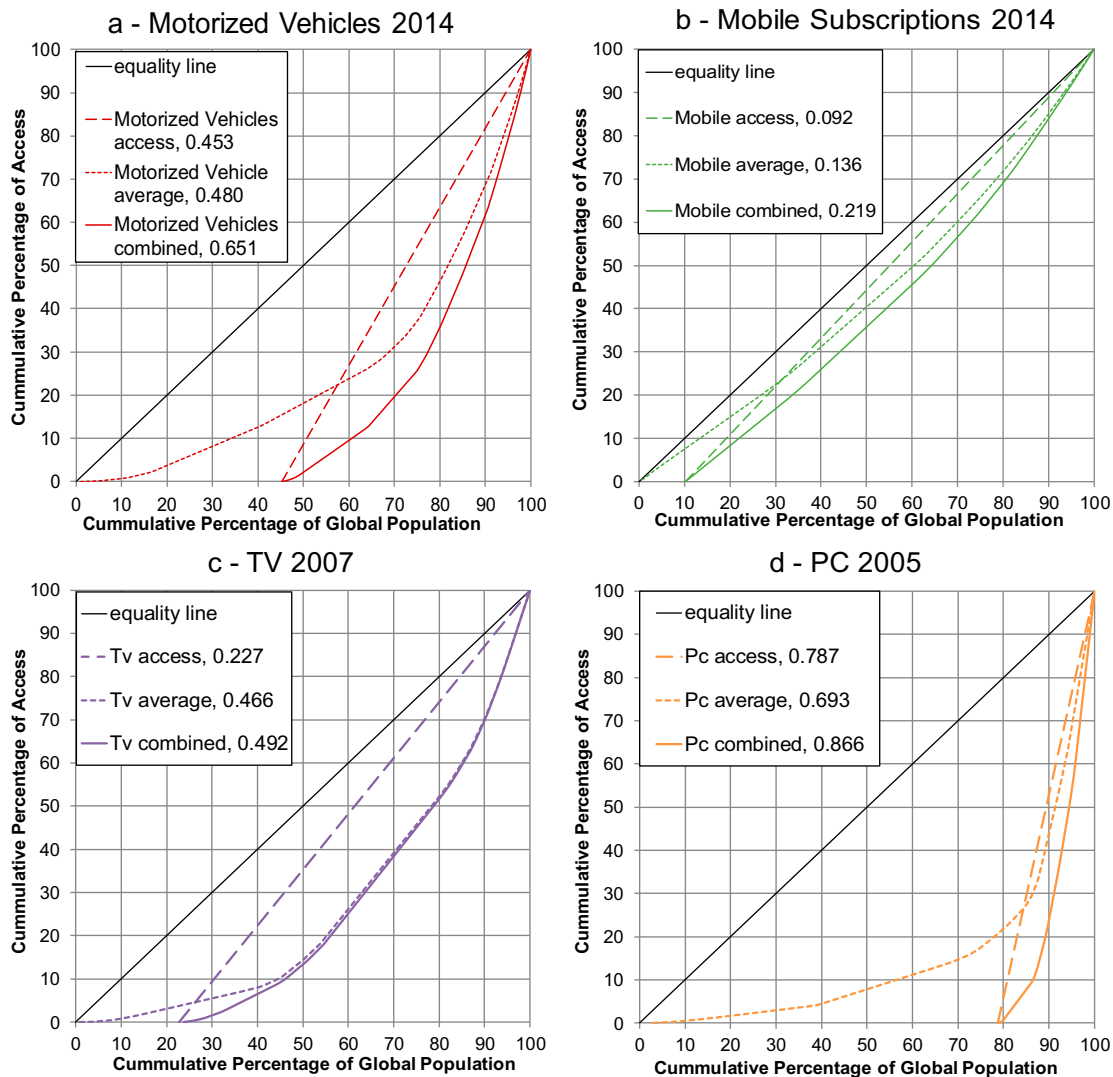 a - Motorized Vehicles 2014
100
90
80
70
60
50
40
30
20
10
0
Cummulative Percentage of Access
equality line
Motorized Vehicles
access, 0.453
Motorized Vehicle
average, 0.480
Motorized Vehicles
combined, 0.651
0 10 20 30 40 50 60 70 80 90 100
Cummulative Percentage of Global Population
b - Mobile Subscriptions 2014
100
90
80
70
60
50
40
30
20
10
0
Cummulative Percentage of Access
equality line
Mobile access, 0.092
Mobile average, 0.136
Mobile combined, 0.219
0 10 20 30 40 50 60 70 80 90 100
Cummulative Percentage of Global Population
c - TV 2007
100
90
80
70
60
50
40
30
20
10
0
Cummulative Percentage of Access
equality line
Tv access, 0.227
Tv average, 0.466
Tv combined, 0.492
0 10 20 30 40 50 60 70 80 90 100
Cummulative Percentage of Global Population
d - PC 2005
100
90
80
70
60
50
40
30
20
10
0
Cummulative Percentage of Access
equality line
Pc access, 0.787
Pc average, 0.693
Pc combined, 0.866
0 10 20 30 40 50 60 70 80 90 100
Cummulative Percentage of Global Population